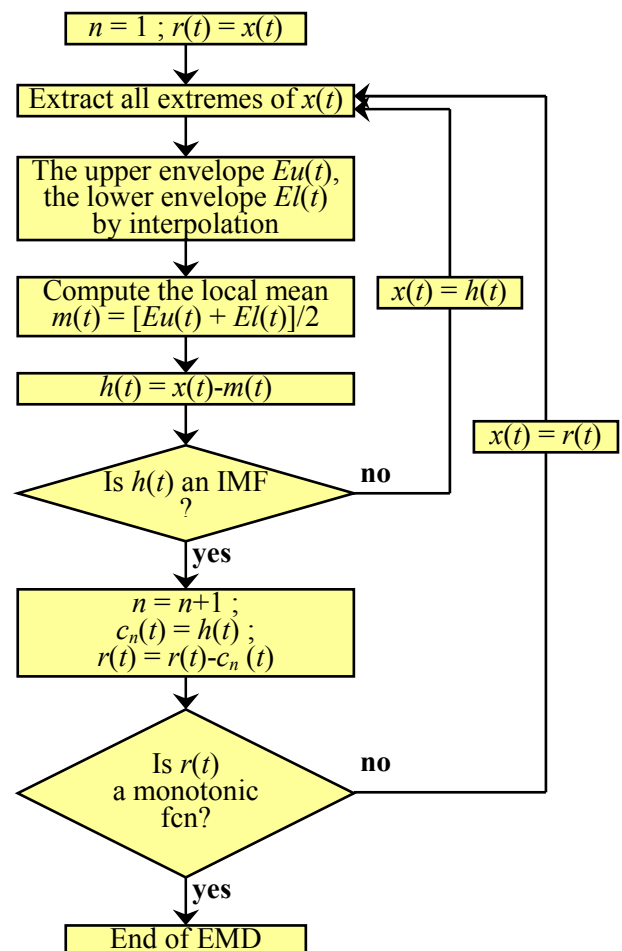 n = 1 ; r(t) = x(t)
Extract all extremes of x(t)
The upper envelope Eu(t),
the lower envelope El(t)
by interpolation
Compute the local mean
m(t) = [Eu(t) + El(t)]/2
x(t) = h(t)
h(t) = x(t)-m(t)
x(t) = r(t)
Is h(t) an IMF
?
no
yes
n = n+1 ;
cₙ(t) = h(t) ;
r(t) = r(t)-cₙ (t)
Is r(t)
a monotonic
fcn?
no
yes
End of EMD